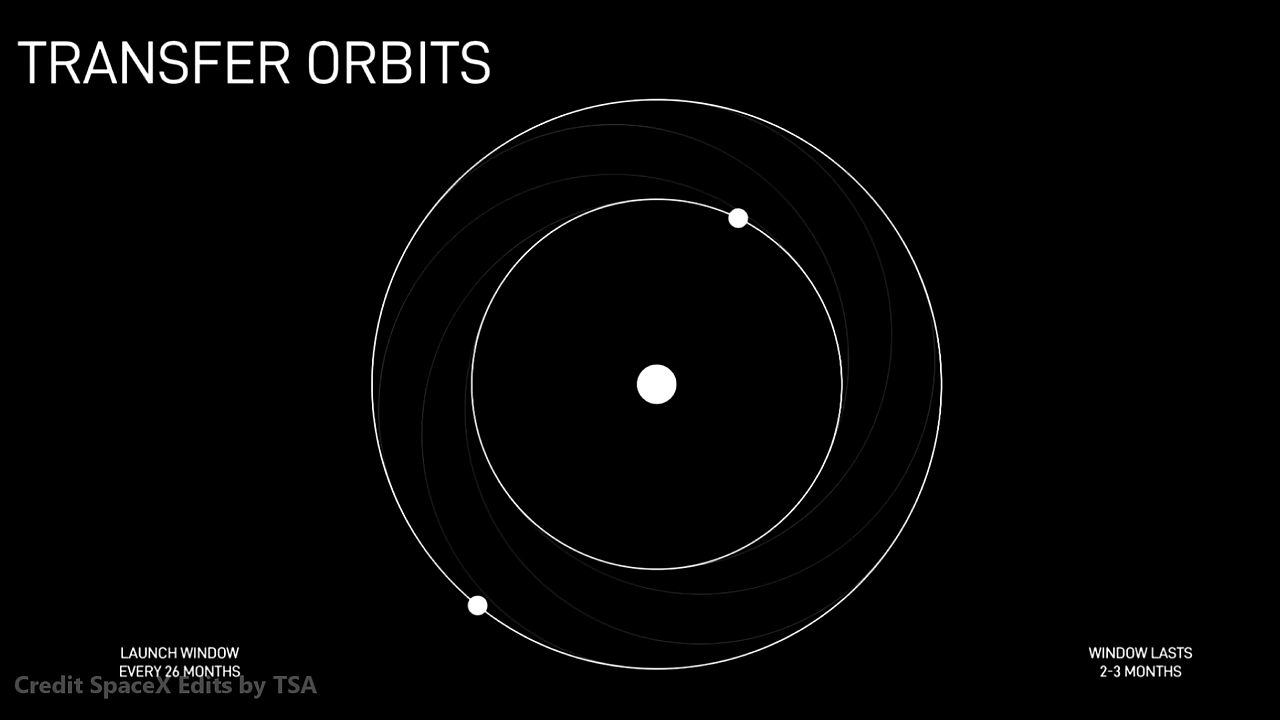 TRANSFER ORBITS
LAUNCH WINDOW
EVERY 26 MONTHS
WINDOW LASTS
2-3 MONTHS
Credit SpaceX Edits by TSA